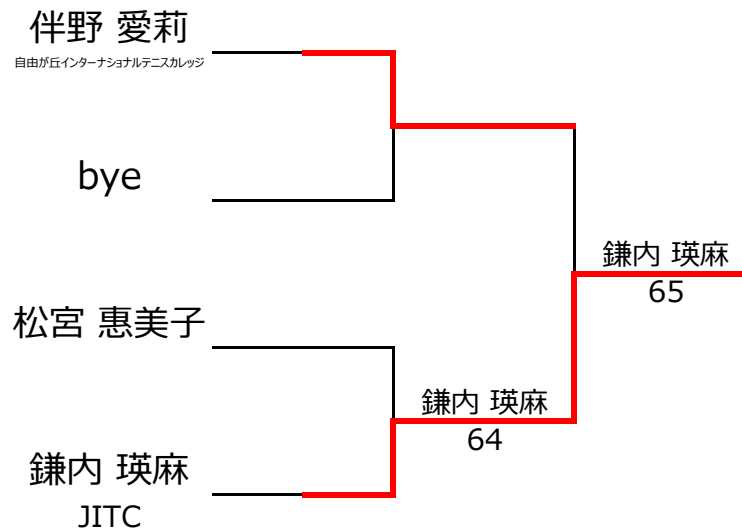 伴野 愛莉
自由が丘インターナショナルテニスカレッジ
bye
松宮 惠美子
鎌内 瑛麻
JITC
鎌内 瑛麻
64
鎌内 瑛麻
65